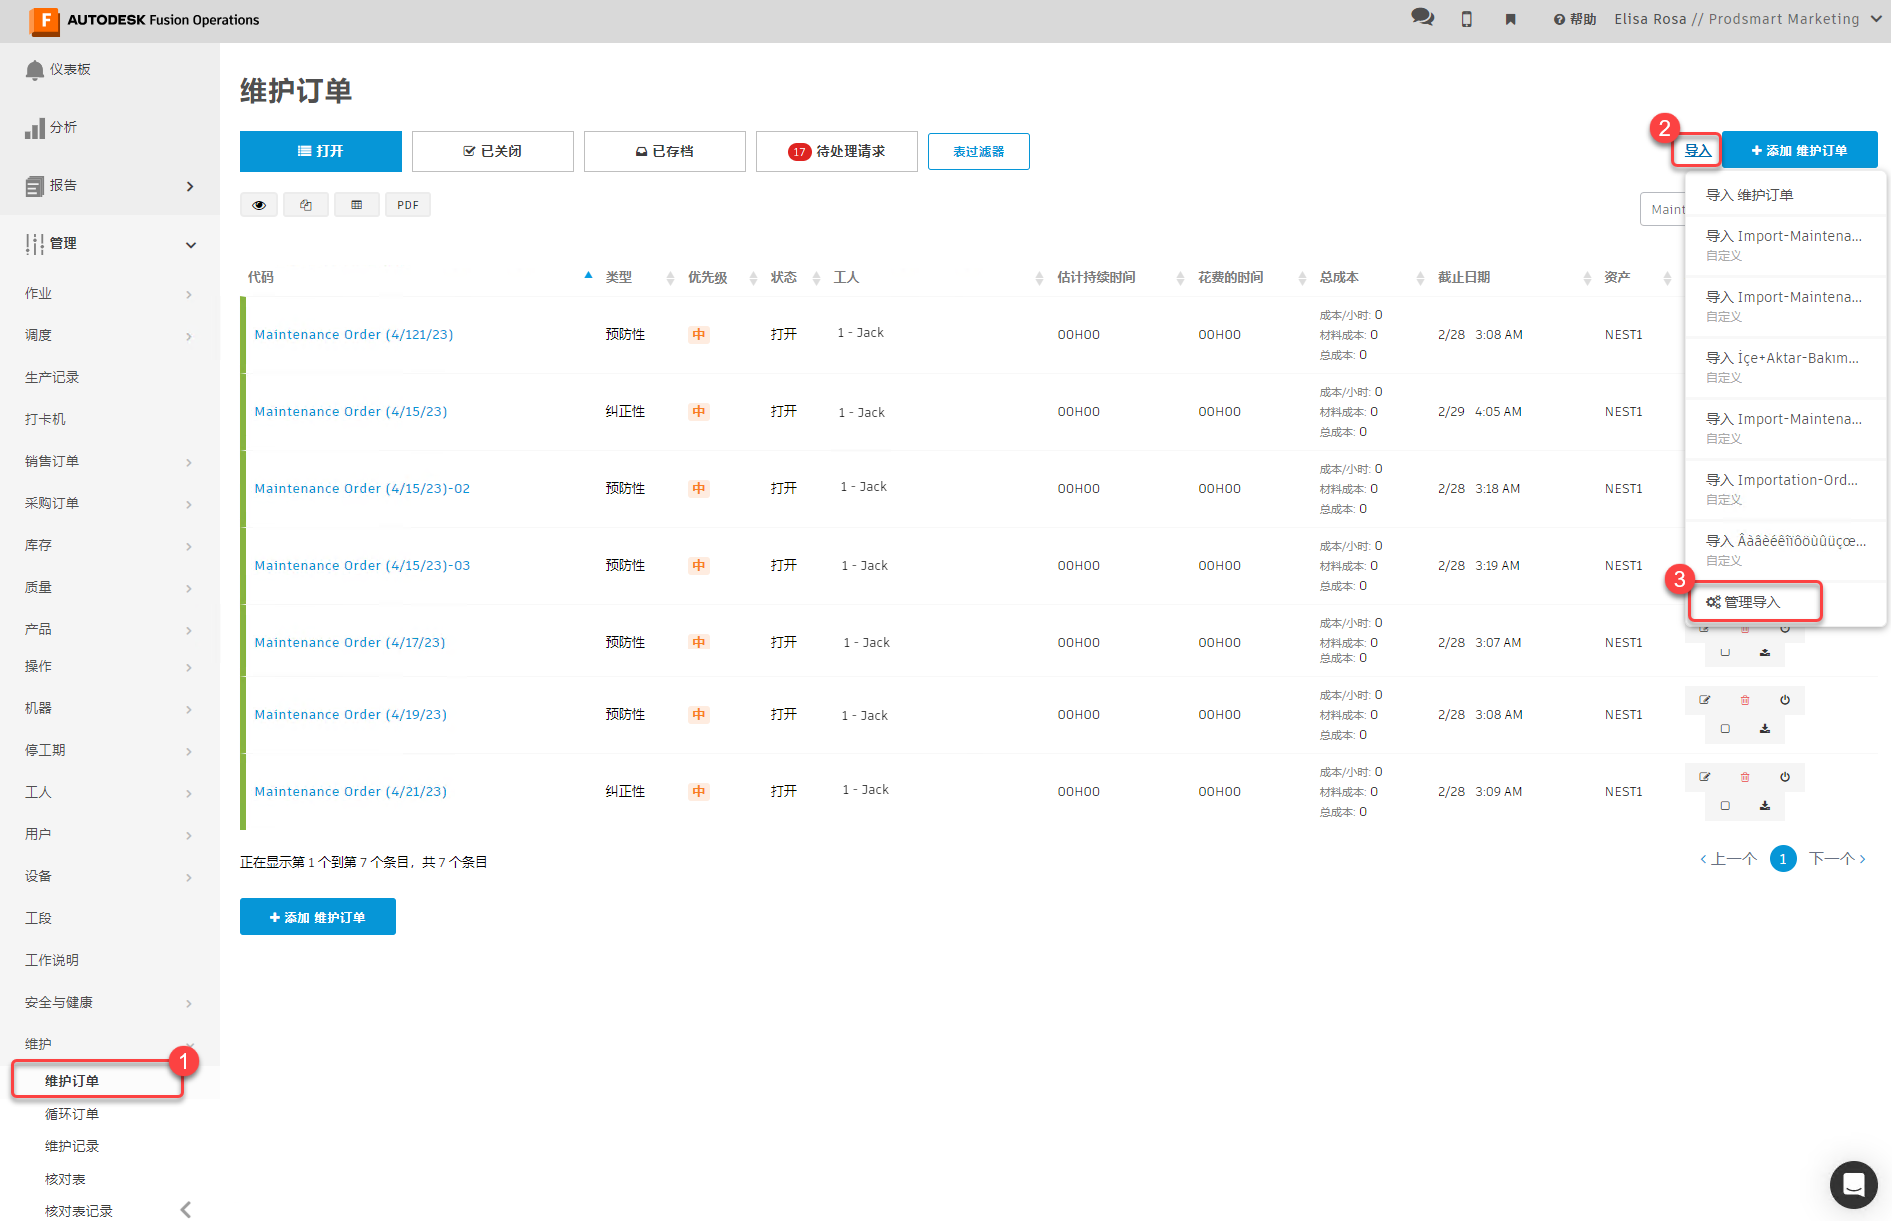 F AUTODESK Fusion Operations
帮助
Elisa Rosa // Prodsmart Marketing
仪表板
分析
报告
管理
作业
调度
生产记录
打卡机
销售订单
采购订单
库存
质量
产品
操作
机器
停工期
工人
用户
设备
工段
工作说明
安全与健康
维护
1
维护订单
循环订单
维护记录
核对表
核对表记录
维护订单
打开
已关闭
已存档
17 待处理请求
表过滤器
2
导入
添加 维护订单
PDF
Maint
导入 维护订单
导入 Import-Maintena...
自定义
导入 Import-Maintena...
自定义
导入 İçe+Aktar-Bakım...
自定义
导入 Import-Maintena...
自定义
导入 Importation-Ord...
自定义
导入 Ââàâèéêîïôöùûüçœ...
自定义
3
管理导入
代码 类型 优先级 状态 工人 估计持续时间 花费的时间 总成本 截止日期 资产
Maintenance Order (4/121/23) 预防性 中 打开 1 - Jack 00H00 00H00 成本/小时: 0
材料成本: 0
总成本: 0
2/28 3:08 AM NEST1
Maintenance Order (4/15/23) 纠正性 中 打开 1 - Jack 00H00 00H00 成本/小时: 0
材料成本: 0
总成本: 0
2/29 4:05 AM NEST1
Maintenance Order (4/15/23)-02 预防性 中 打开 1 - Jack 00H00 00H00 成本/小时: 0
材料成本: 0
总成本: 0
2/28 3:18 AM NEST1
Maintenance Order (4/15/23)-03 预防性 中 打开 1 - Jack 00H00 00H00 成本/小时: 0
材料成本: 0
总成本: 0
2/28 3:19 AM NEST1
Maintenance Order (4/17/23) 预防性 中 打开 1 - Jack 00H00 00H00 成本/小时: 0
材料成本: 0
总成本: 0
2/28 3:07 AM NEST1
Maintenance Order (4/19/23) 预防性 中 打开 1 - Jack 00H00 00H00 成本/小时: 0
材料成本: 0
总成本: 0
2/28 3:08 AM NEST1
Maintenance Order (4/21/23) 纠正性 中 打开 1 - Jack 00H00 00H00 成本/小时: 0
材料成本: 0
总成本: 0
2/28 3:09 AM NEST1
正在显示第 1 个到第 7 个条目，共 7 个条目
上一个 1 下一个
添加 维护订单